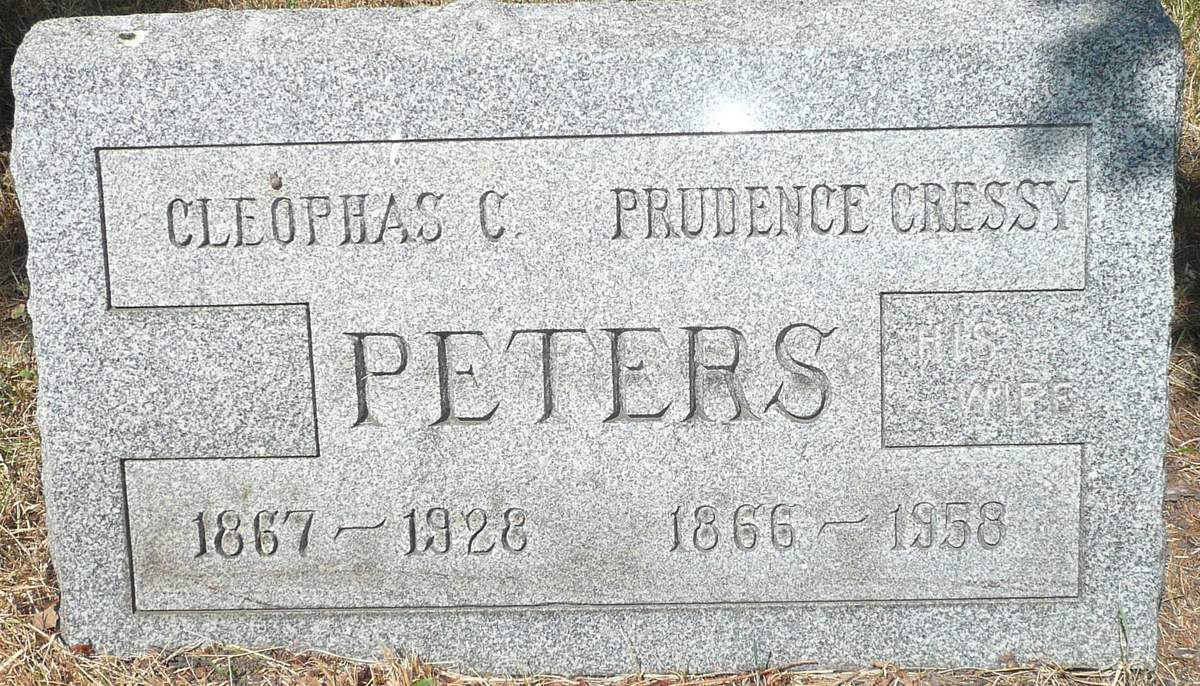 CLEOPHAS C. PRUDENCE CRESSY
PETERS
HIS
WIFE
1867 ~ 1928 1866 ~ 1958